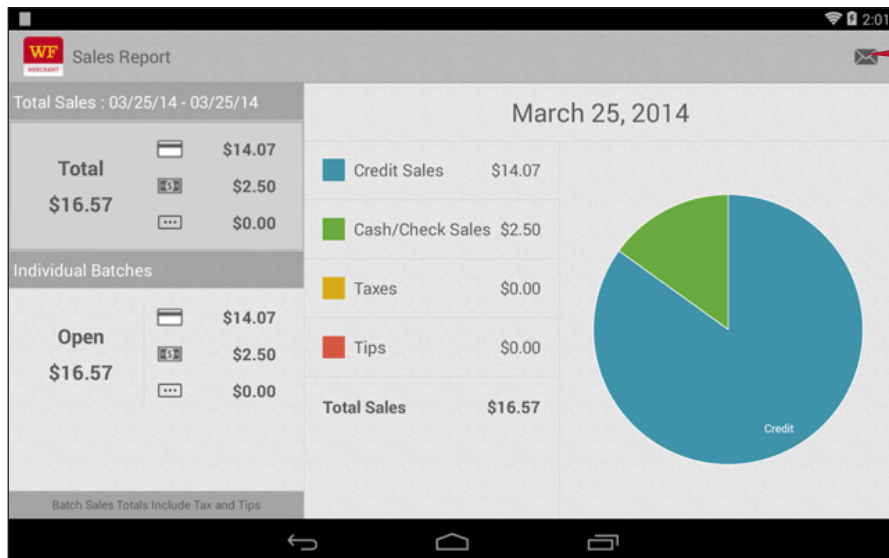 2:01
WF
MERCHANT
Sales Report
Total Sales : 03/25/14 - 03/25/14
Total
$16.57
$14.07
$2.50
$0.00
Individual Batches
Open
$16.57
$14.07
$2.50
$0.00
Batch Sales Totals Include Tax and Tips
March 25, 2014
Credit Sales $14.07
Cash/Check Sales $2.50
Taxes $0.00
Tips $0.00
Total Sales $16.57
Credit